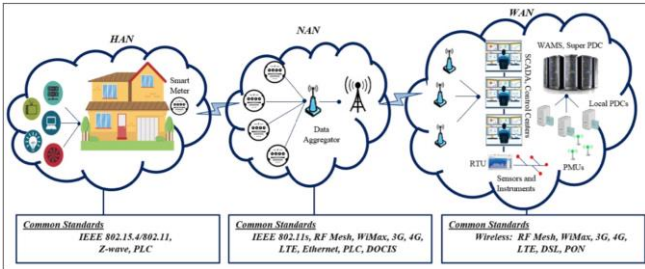 HAN
NAN
WAN
Smart
Meter
Data
Aggregator
SCADA,
Control
Centers
WAMS, Super PDC
Local PDCs
RTU
Sensors and
Instruments
PMUs
Common Standards
IEEE 802.15.4/802.11,
Z-wave, PLC
Common Standards
IEEE 802.11s, RF Mesh, WiMax, 3G, 4G,
LTE, Ethernet, PLC, DOCIS
Common Standards
Wireless: RF Mesh, WiMax, 3G, 4G,
LTE, DSL, PON